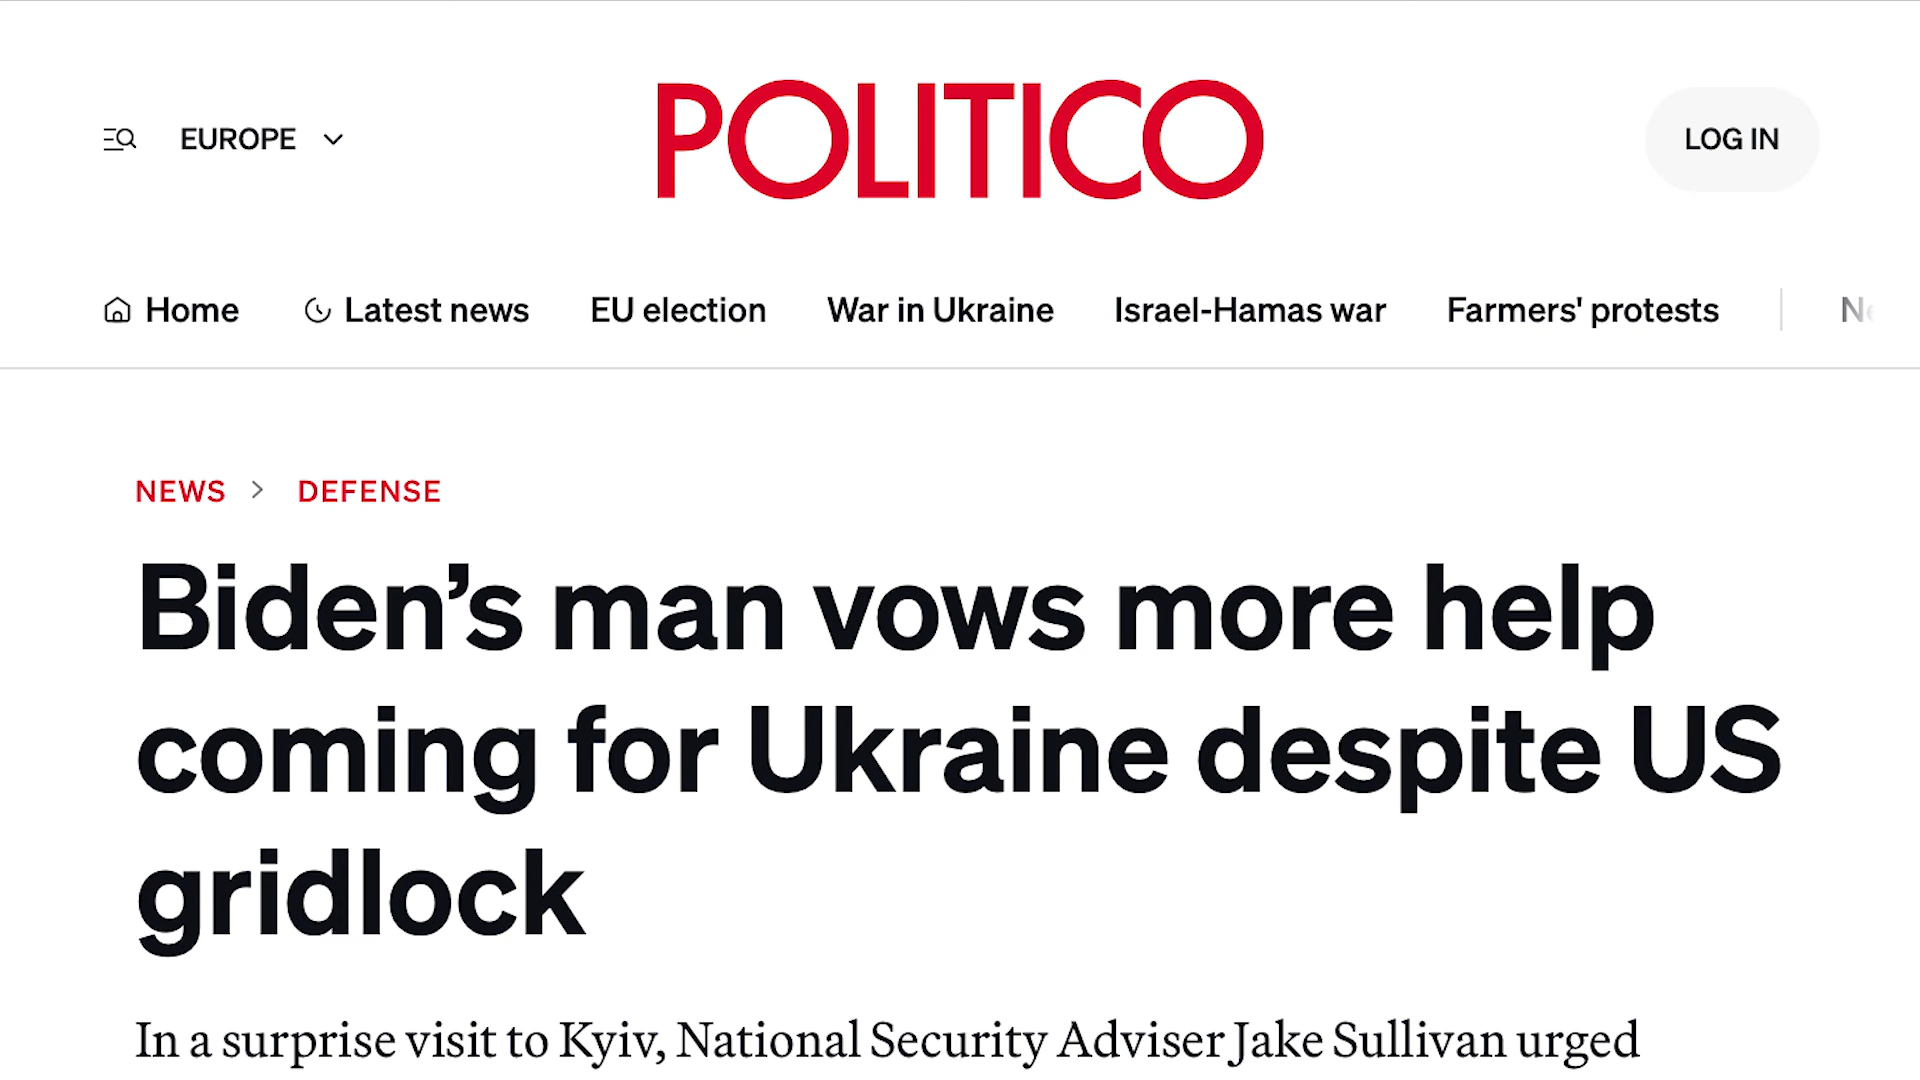 EUROPE
POLITICO
LOG IN
Home Latest news EU election War in Ukraine Israel-Hamas war Farmers' protests
NEWS > DEFENSE
Biden’s man vows more help
coming for Ukraine despite US
gridlock
In a surprise visit to Kyiv, National Security Adviser Jake Sullivan urged